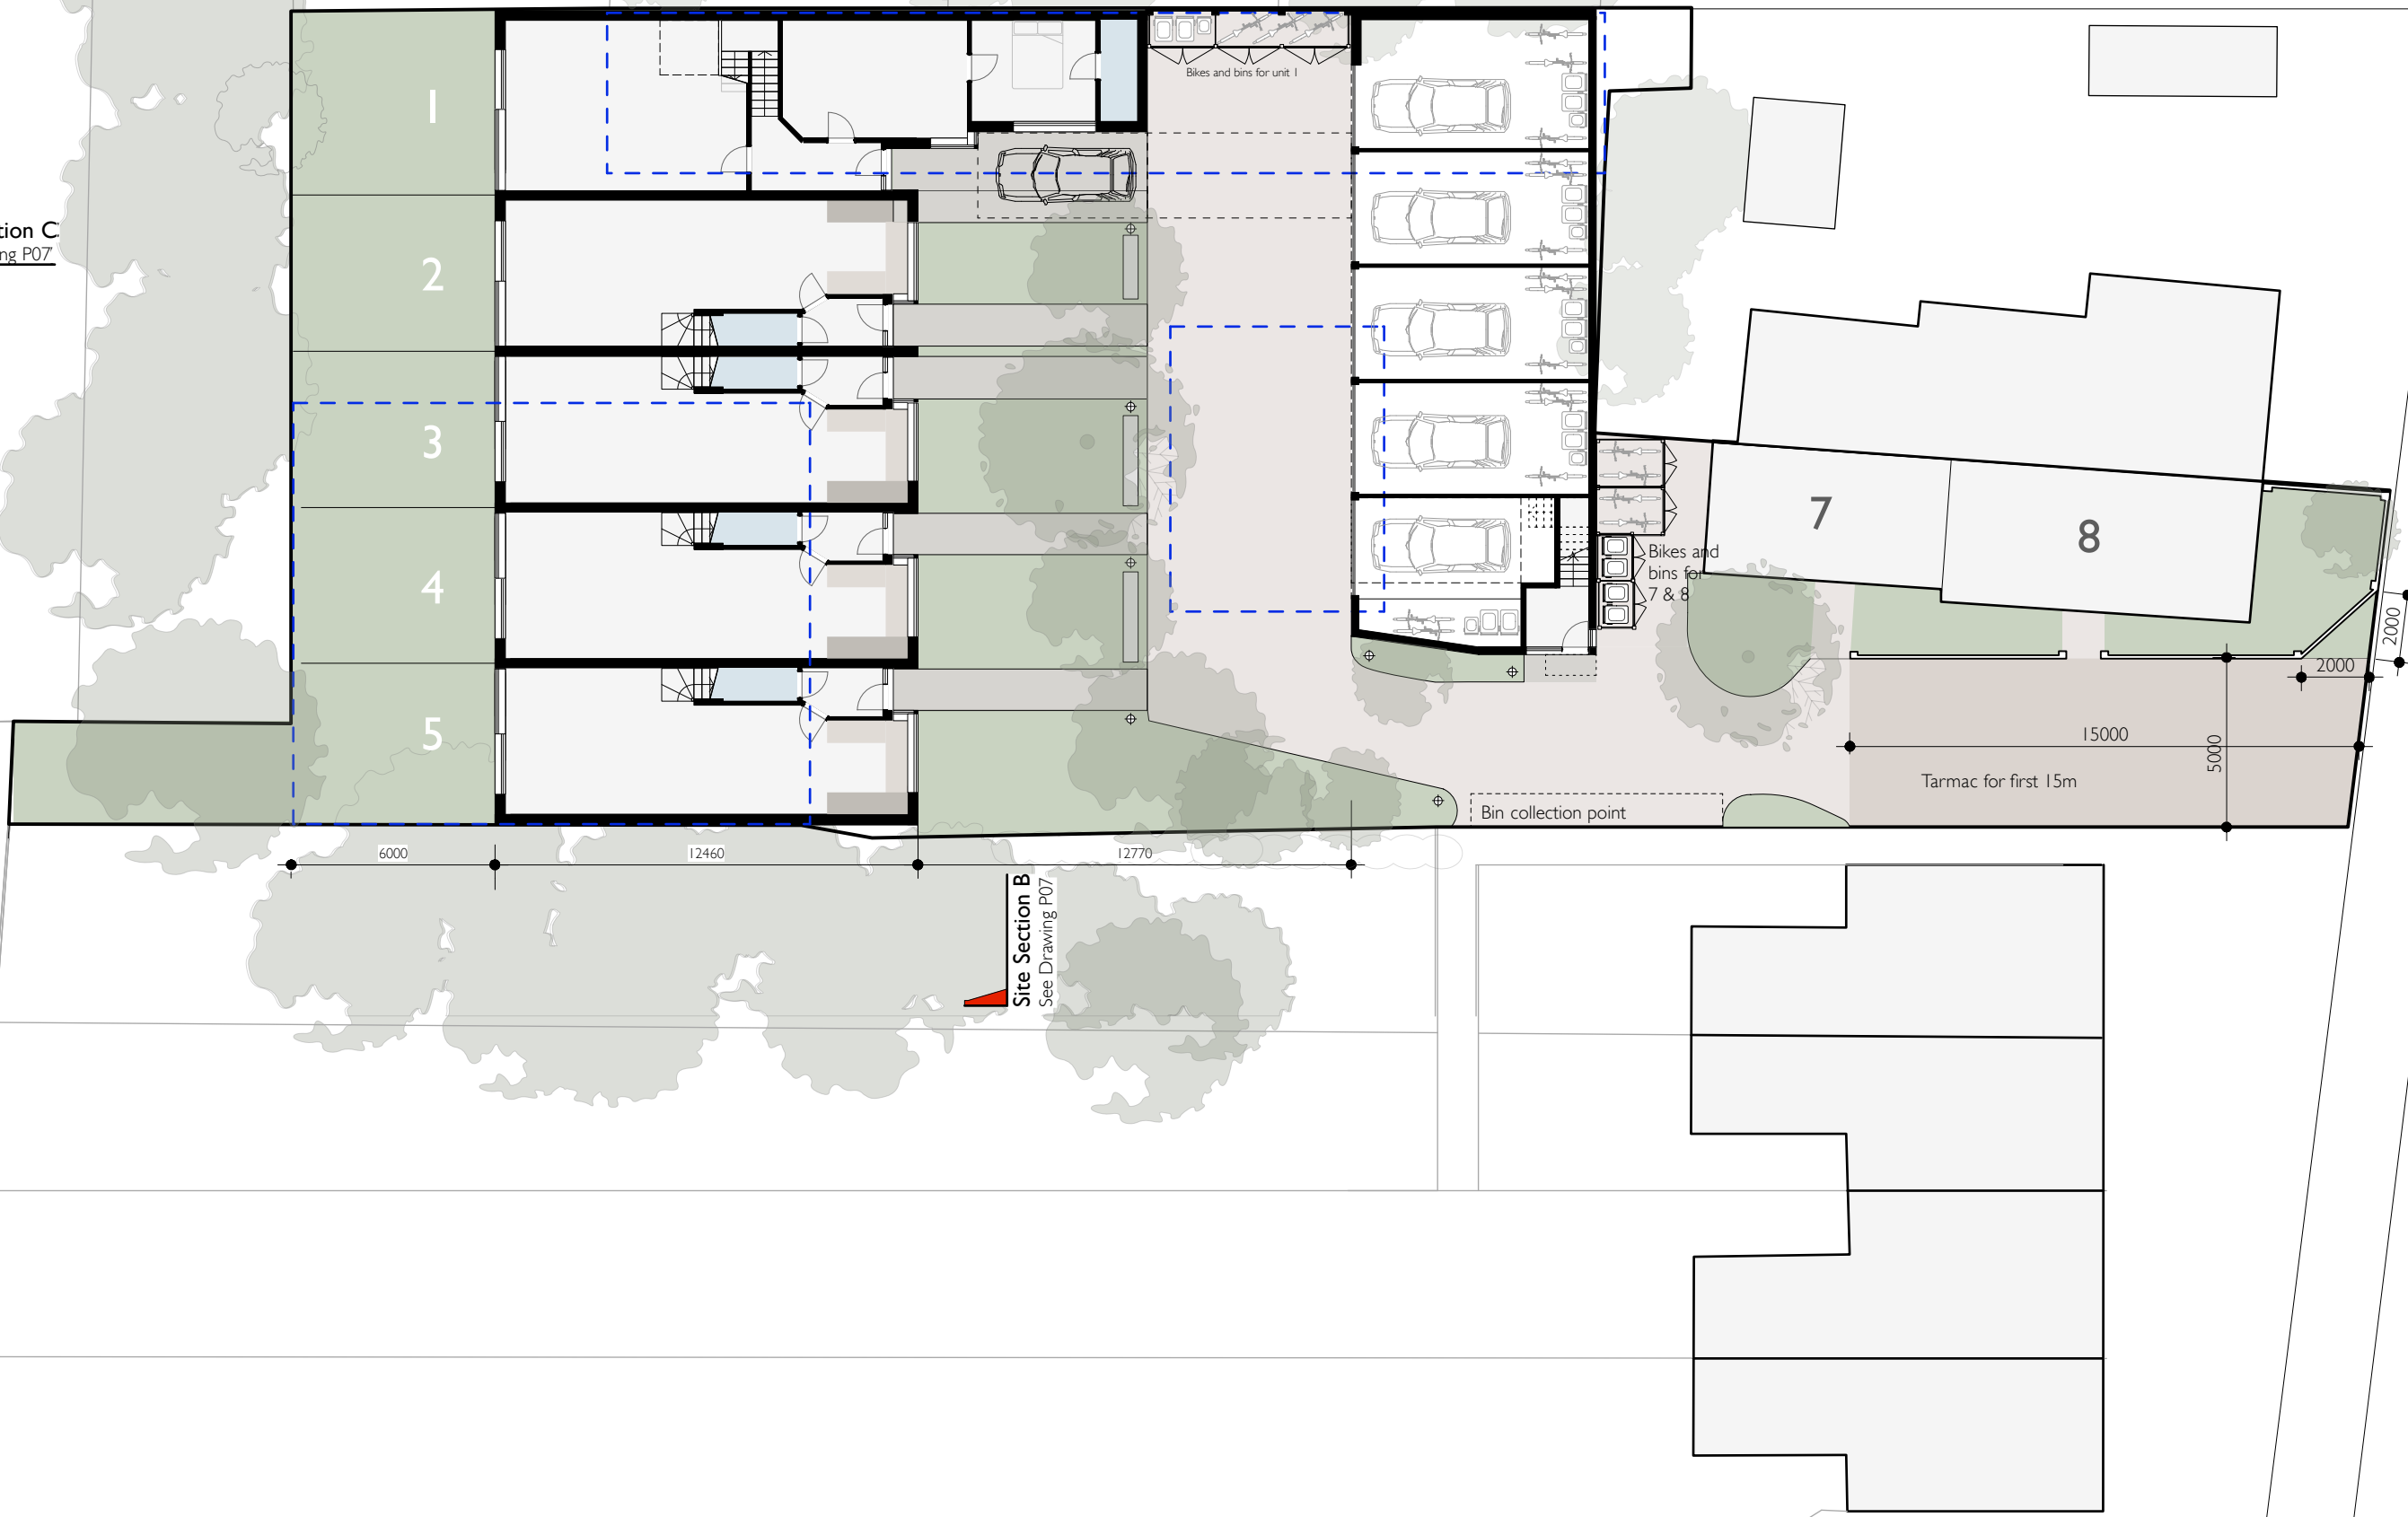 Bikes and bins for unit 1
1
tion C
ng P07
2
3
4
5
7
8
Bikes and
bins for
7 & 8
2000
2000
15000
5000
Tarmac for first 15m
Bin collection point
6000
12460
12770
Site Section B
See Drawing P07